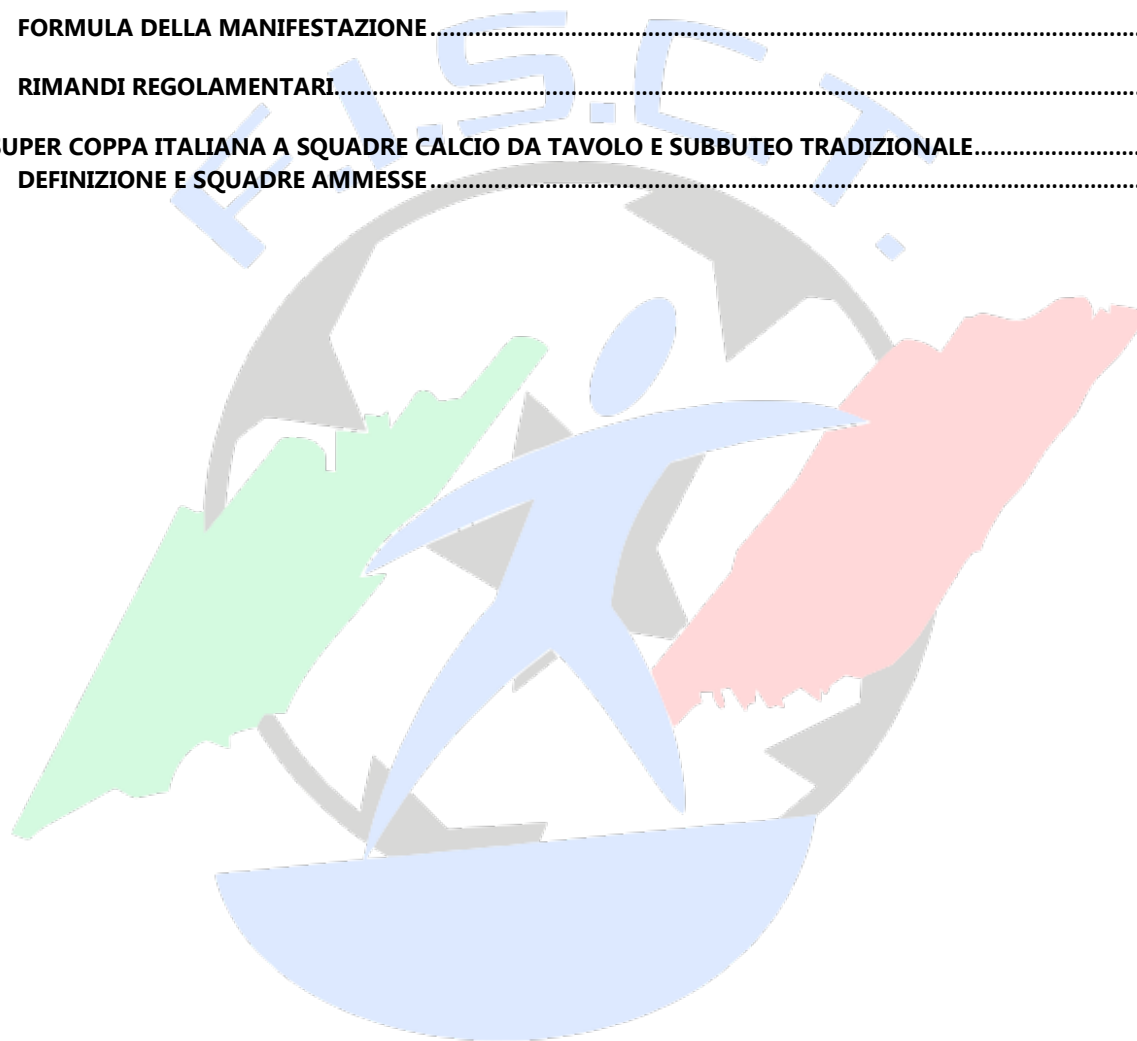 FORMULA DELLA MANIFESTAZIONE................................................................
RIMANDI REGOLAMENTARI................................................................
SUPER COPPA ITALIANA A SQUADRE CALCIO DA TAVOLO E SUBBUTEO TRADIZIONALE................................
DEFINIZIONE E SQUADRE AMMESSE................................................................
F.I.S.C.T.